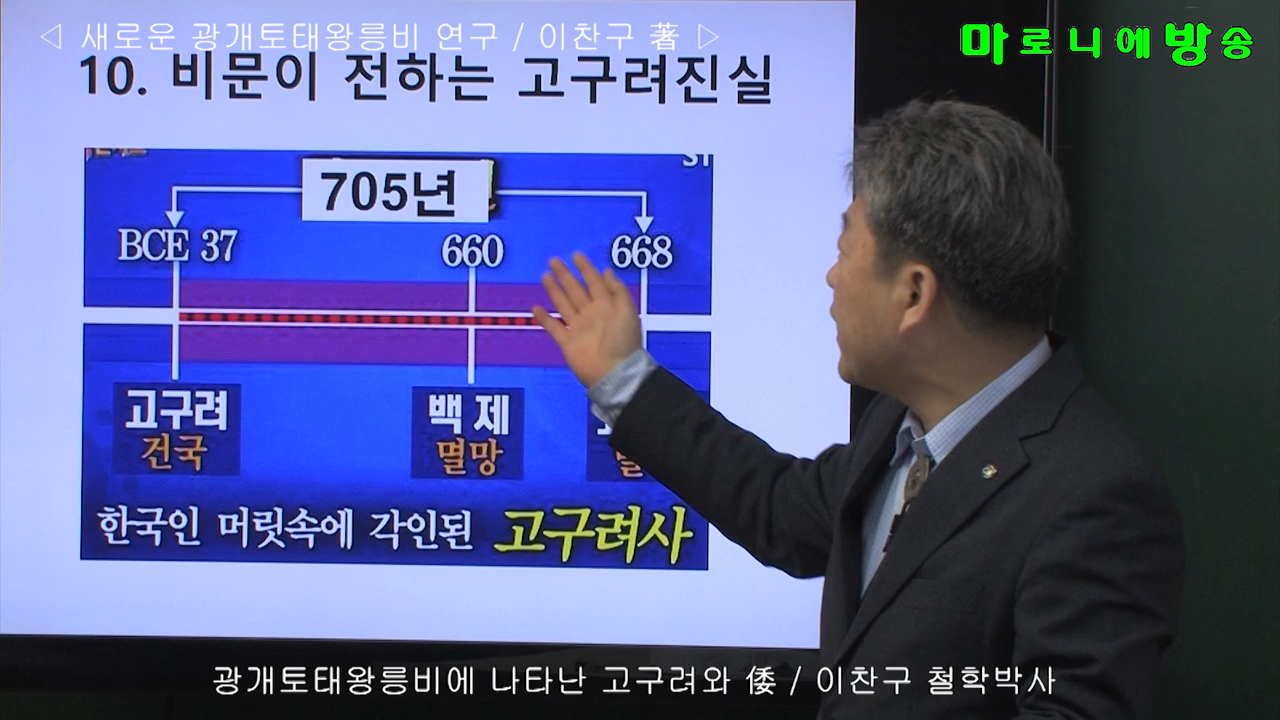 ◁ 새로운 광개토태왕릉비 연구 / 이찬구 著 ▷
마로니에방송
10. 비문이 전하는 고구려진실
705년
BCE 37
660
668
고구려
건국
백 제
멸망
한국인 머릿속에 각인된 고구려사
광개토태왕릉비에 나타난 고구려와 倭 / 이찬구 철학박사